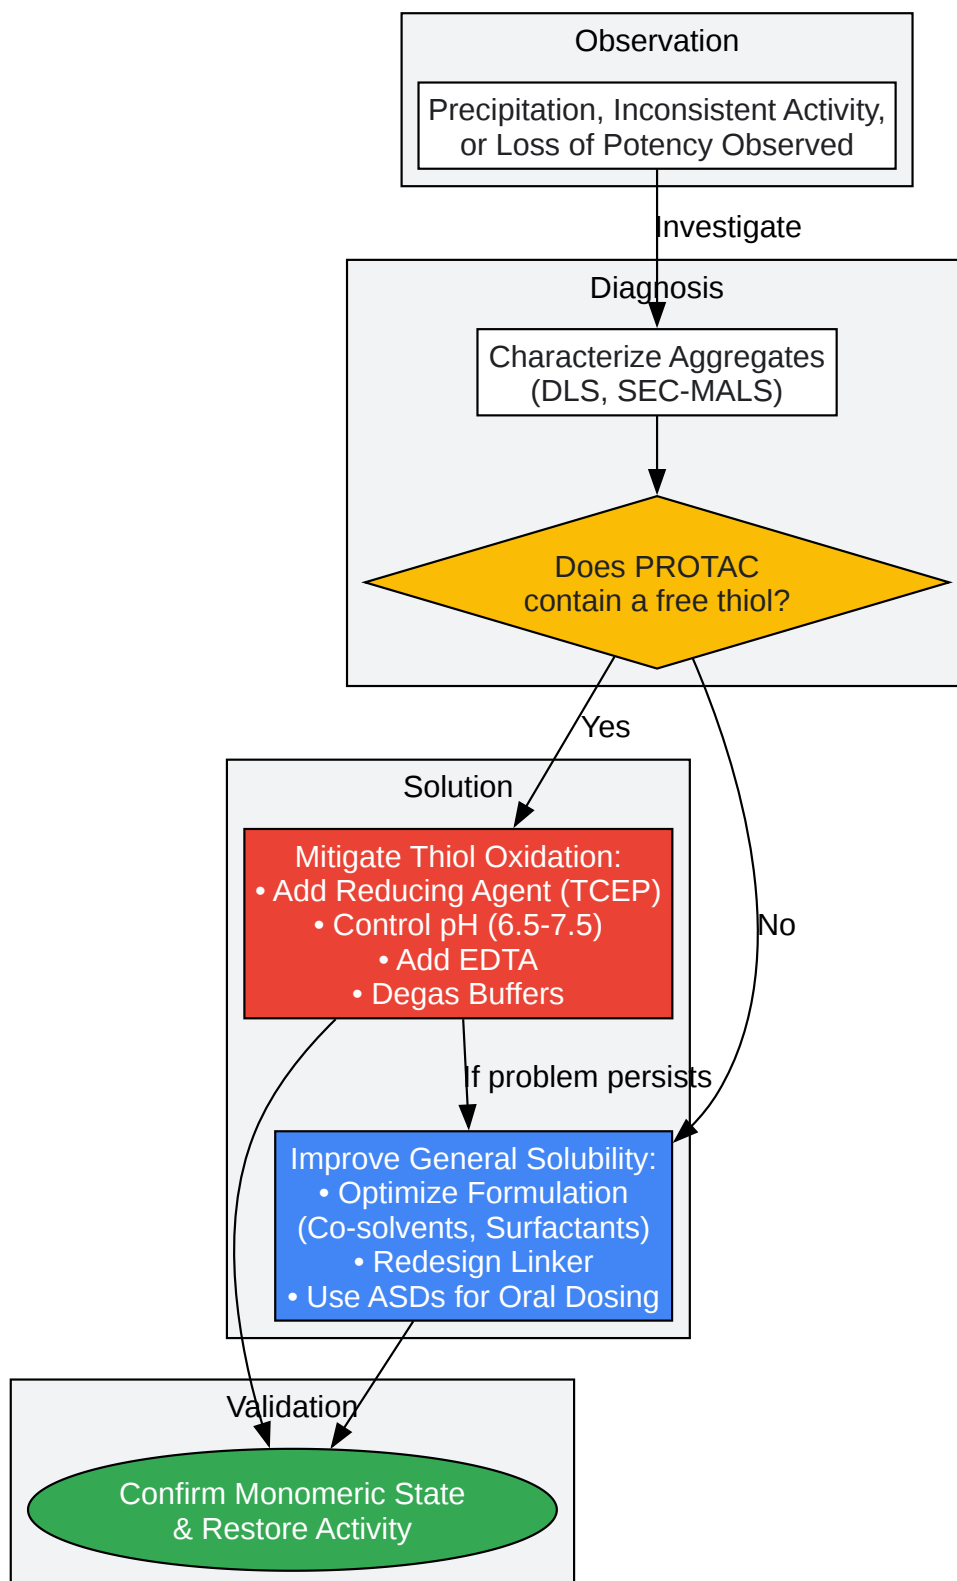 Observation
Precipitation, Inconsistent Activity,
or Loss of Potency Observed
Investigate
Diagnosis
Characterize Aggregates
(DLS, SEC-MALS)
Does PROTAC
contain a free thiol?
Yes
Solution
Mitigate Thiol Oxidation:
• Add Reducing Agent (TCEP)
• Control pH (6.5-7.5)
• Add EDTA
• Degas Buffers
No
If problem persists
Improve General Solubility:
• Optimize Formulation
(Co-solvents, Surfactants)
• Redesign Linker
• Use ASDs for Oral Dosing
Validation
Confirm Monomeric State
& Restore Activity